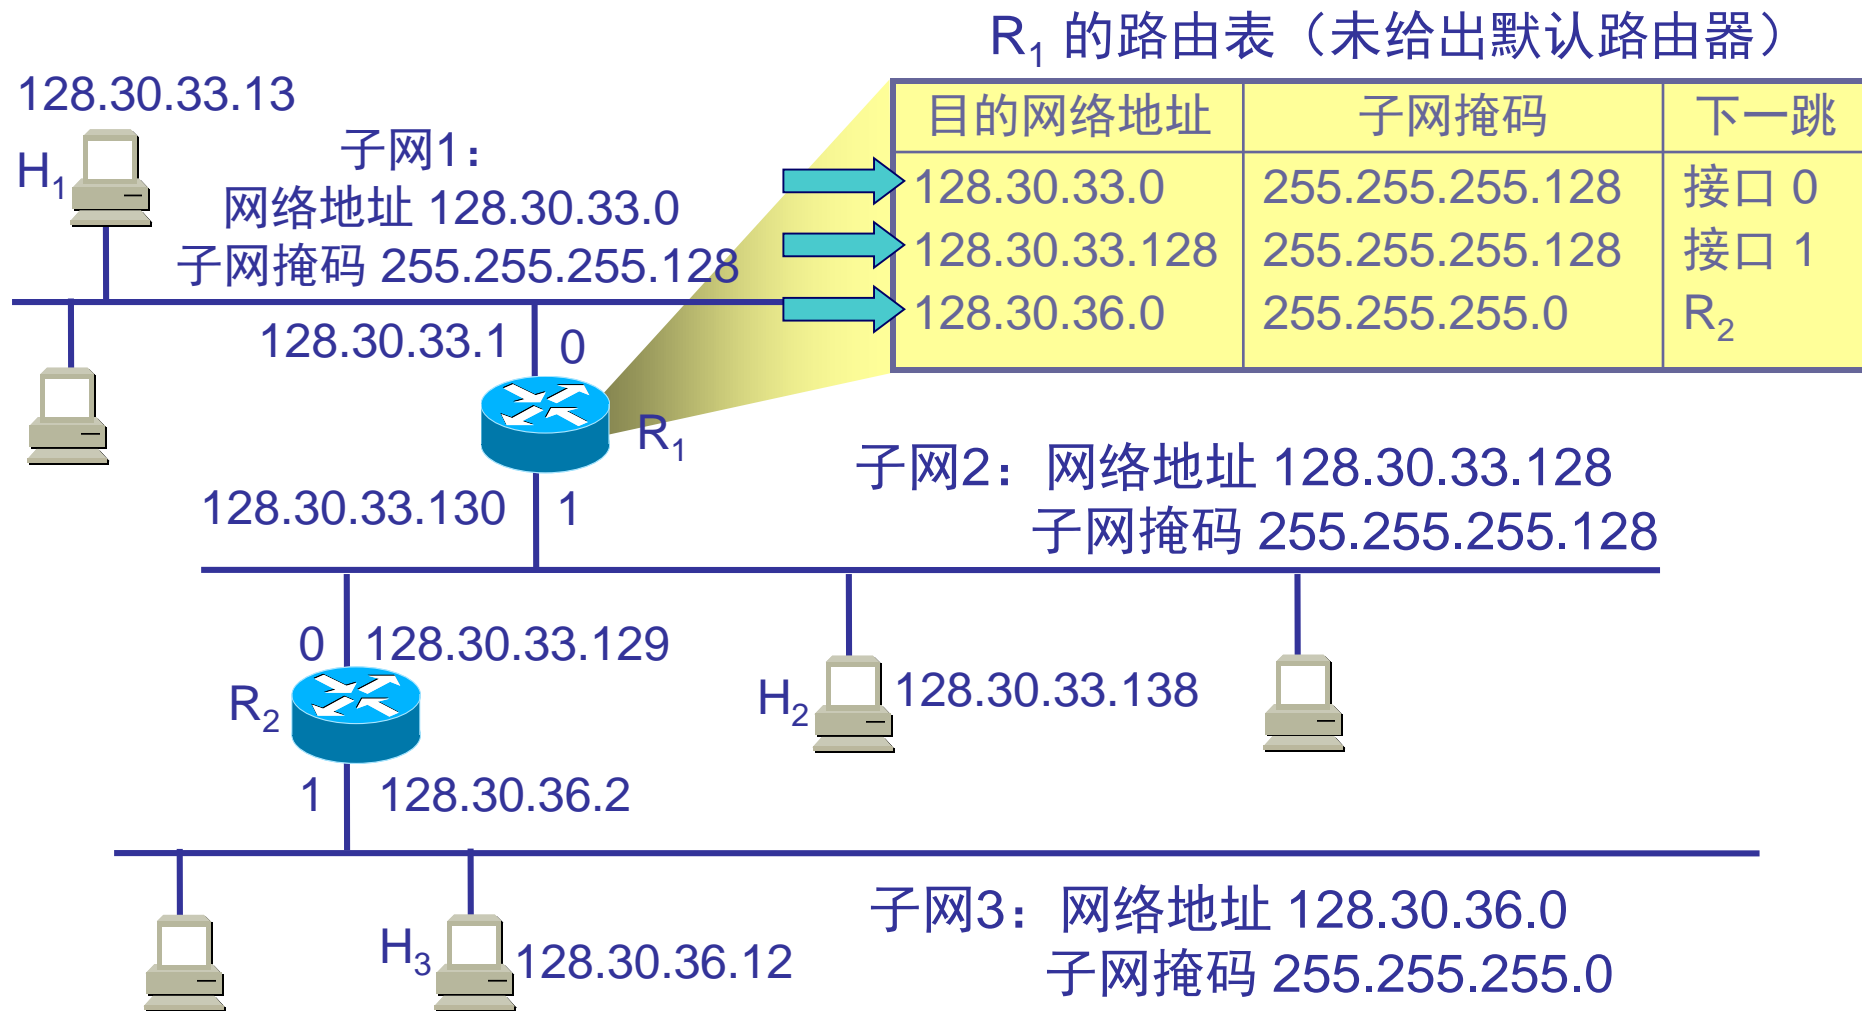 R₁ 的路由表（未给出默认路由器）
目的网络地址 子网掩码 下一跳
128.30.33.0 255.255.255.128 接口 0
128.30.33.128 255.255.255.128 接口 1
128.30.36.0 255.255.255.0 R₂
128.30.33.13
H₁
子网1：
网络地址 128.30.33.0
子网掩码 255.255.255.128
128.30.33.1 0
R₁
128.30.33.130 1
子网2：网络地址 128.30.33.128
子网掩码 255.255.255.128
0 128.30.33.129
R₂
H₂ 128.30.33.138
1 128.30.36.2
子网3：网络地址 128.30.36.0
子网掩码 255.255.255.0
H₃ 128.30.36.12